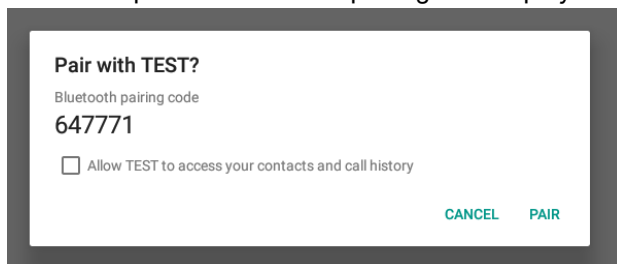 Pair with TEST?
Bluetooth pairing code
647771
Allow TEST to access your contacts and call history
CANCEL PAIR